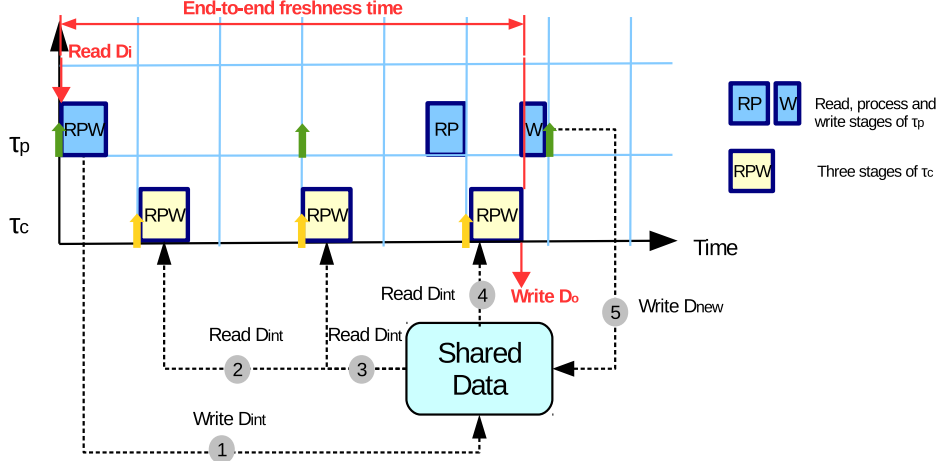 End-to-end freshness time
Read Di
RPW
RP
W
τp
RPW
RPW
RPW
τc
Time
RP
W
Read, process and
write stages of τp
RPW
Three stages of τc
Read Dint
4
Write Do
5
Write Dnew
Read Dint
Read Dint
2
3
Shared
Data
Write Dint
1